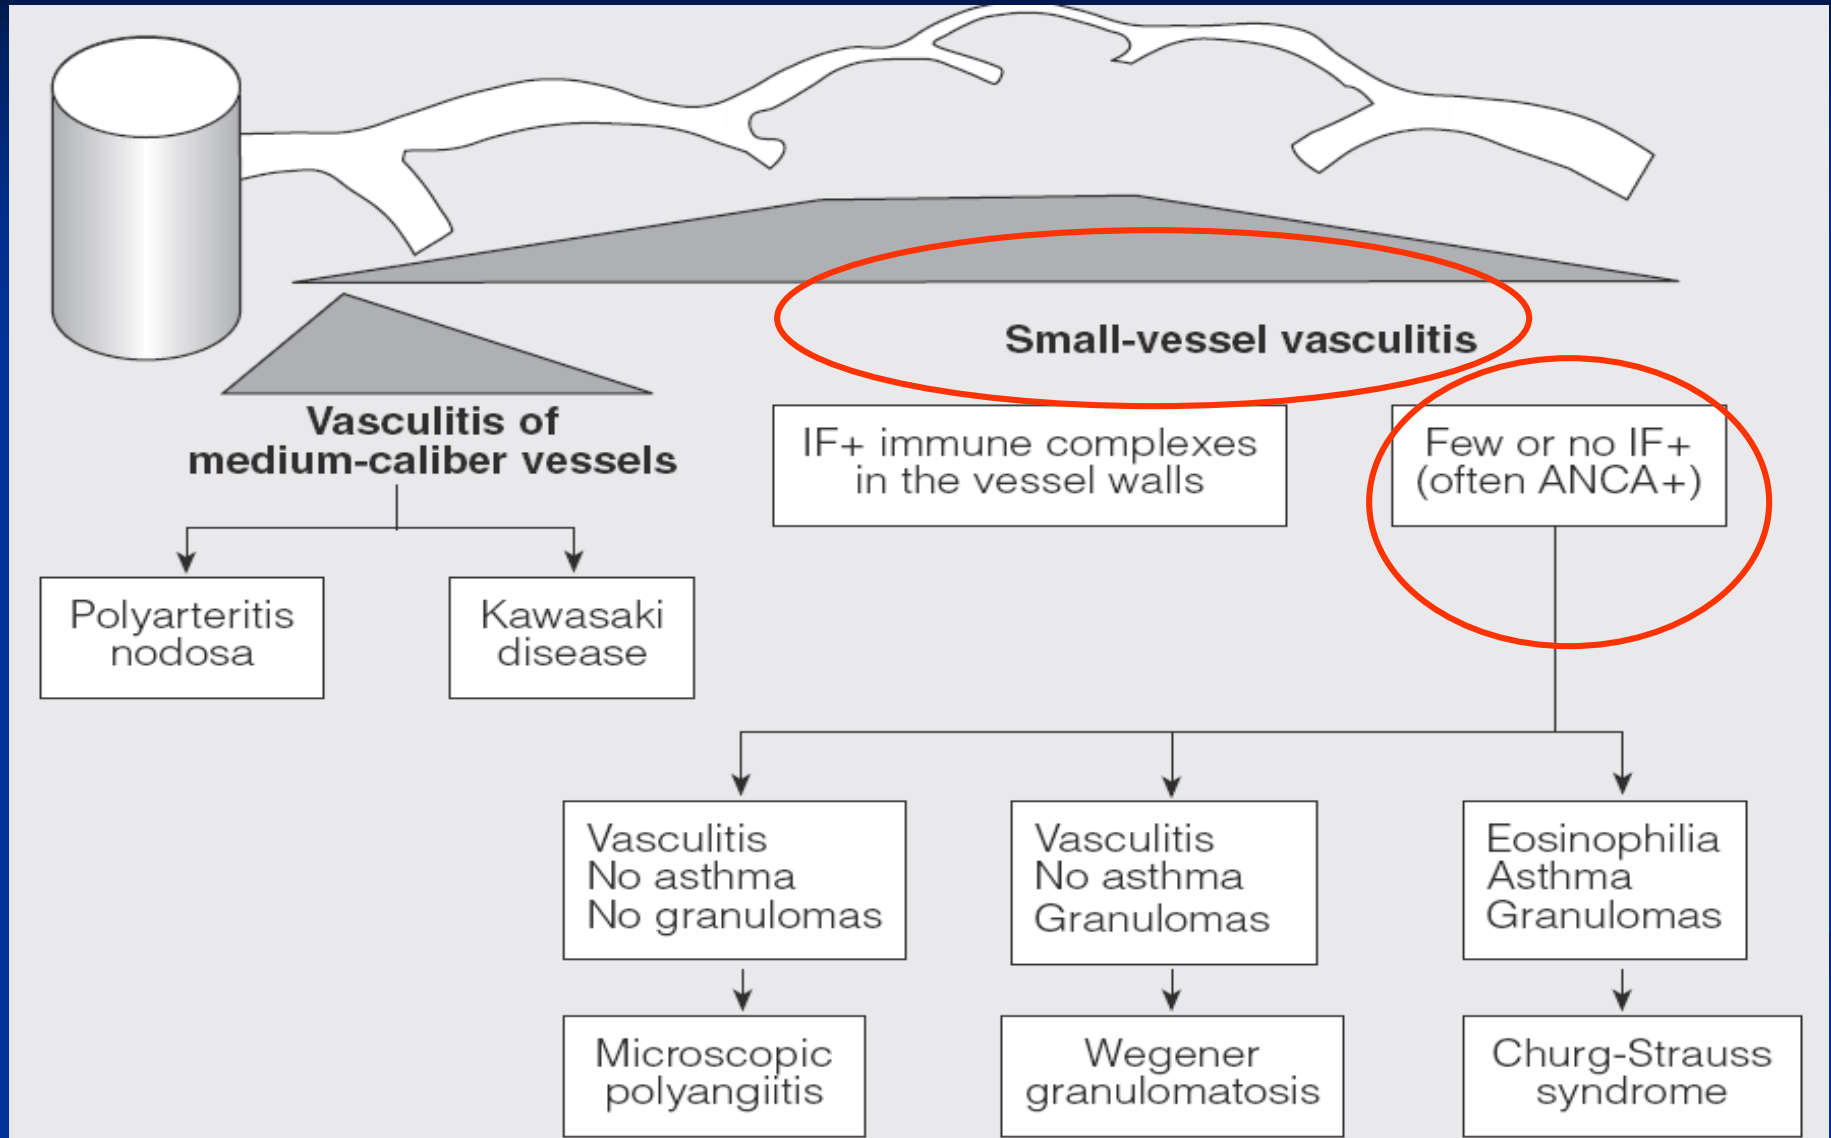 Small-vessel vasculitis
Vasculitis of
medium-caliber vessels
IF+ immune complexes
in the vessel walls
Few or no IF+
(often ANCA+)
Polyarteritis
nodosa
Kawasaki
disease
Vasculitis
No asthma
No granulomas
Vasculitis
No asthma
Granulomas
Eosinophilia
Asthma
Granulomas
Microscopic
polyangiitis
Wegener
granulomatosis
Churg-Strauss
syndrome